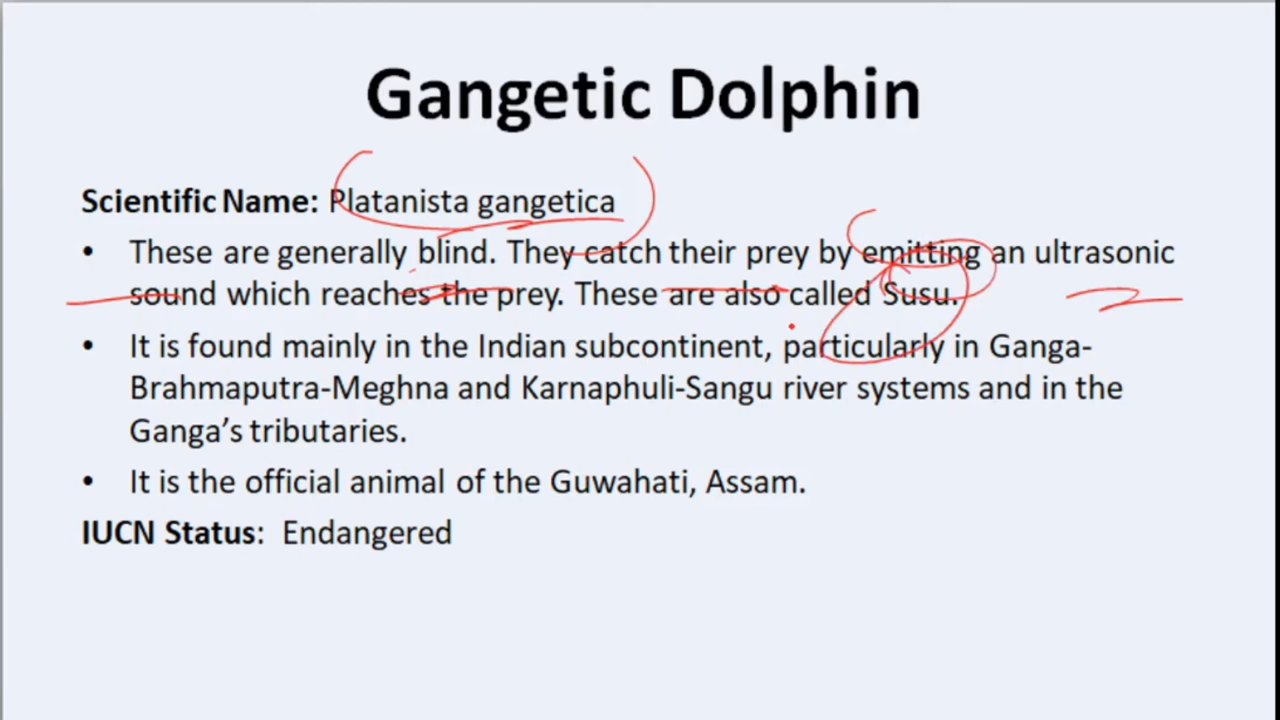 Gangetic Dolphin
Scientific Name: Platanista gangetica
• These are generally blind. They catch their prey by emitting an ultrasonic
sound which reaches the prey. These are also called Susu.
• It is found mainly in the Indian subcontinent, particularly in Ganga-
Brahmaputra-Meghna and Karnaphuli-Sangu river systems and in the
Ganga’s tributaries.
• It is the official animal of the Guwahati, Assam.
IUCN Status: Endangered